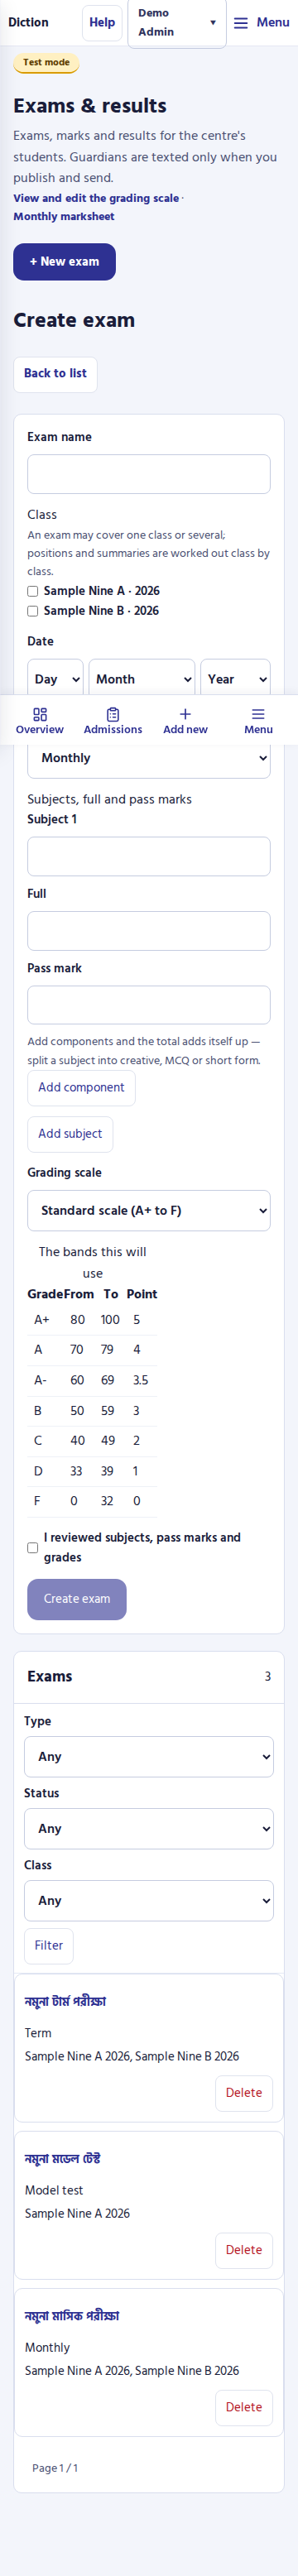 Diction
Help
Demo Admin
Menu
Test mode
Exams & results
Exams, marks and results for the centre's
students. Guardians are texted only when you
publish and send.
View and edit the grading scale ·
Monthly marksheet
+ New exam
Create exam
Back to list
Exam name
Class
An exam may cover one class or several;
positions and summaries are worked out class by
class.
Sample Nine A · 2026
Sample Nine B · 2026
Date
Day Month Year
Overview Admissions Add new Menu
Monthly
Subjects, full and pass marks
Subject 1
Full
Pass mark
Add components and the total adds itself up —
split a subject into creative, MCQ or short form.
Add component
Add subject
Grading scale
Standard scale (A+ to F)
The bands this will
use
Grade From To Point
A+ 80 100 5
A 70 79 4
A- 60 69 3.5
B 50 59 3
C 40 49 2
D 33 39 1
F 0 32 0
I reviewed subjects, pass marks and
grades
Create exam
Exams 3
Type
Any
Status
Any
Class
Any
Filter
নমুনা টার্ম পরীক্ষা
Term
Sample Nine A 2026, Sample Nine B 2026
Delete
নমুনা মডেল টেস্ট
Model test
Sample Nine A 2026
Delete
নমুনা মাসিক পরীক্ষা
Monthly
Sample Nine A 2026, Sample Nine B 2026
Delete
Page 1 / 1